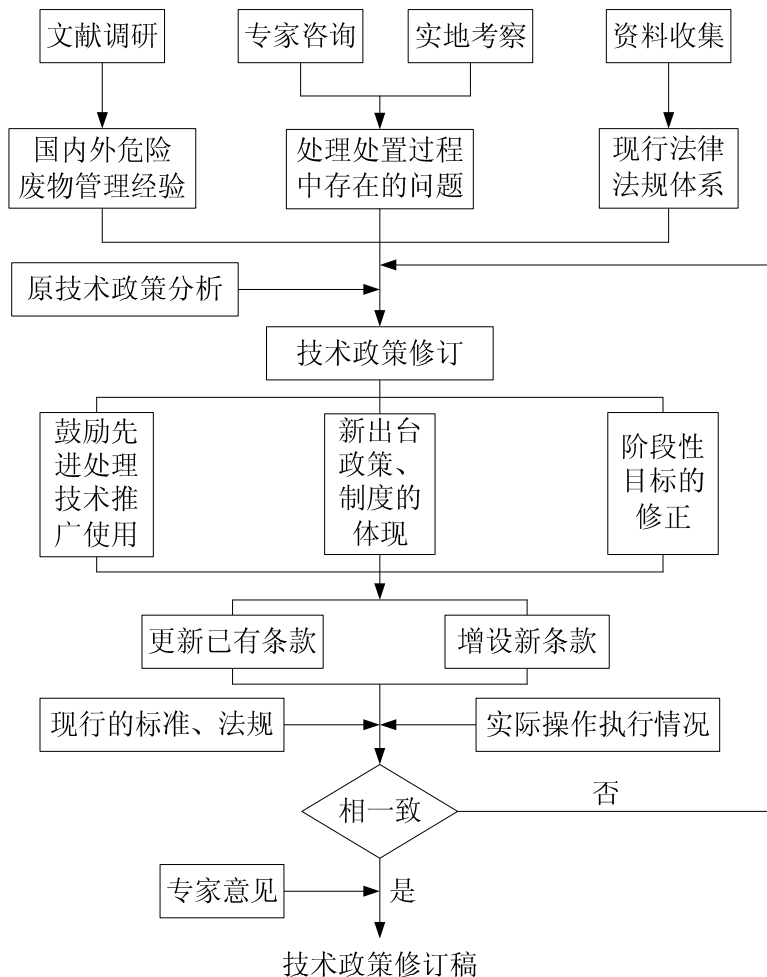 文献调研
专家咨询
实地考察
资料收集
国内外危险
废物管理经验
处理处置过程
中存在的问题
现行法律
法规体系
原技术政策分析
技术政策修订
鼓励先
进处理
技术推
广使用
新出台
政策、
制度的
体现
阶段性
目标的
修正
更新已有条款
增设新条款
现行的标准、法规
实际操作执行情况
相一致
否
专家意见
是
技术政策修订稿